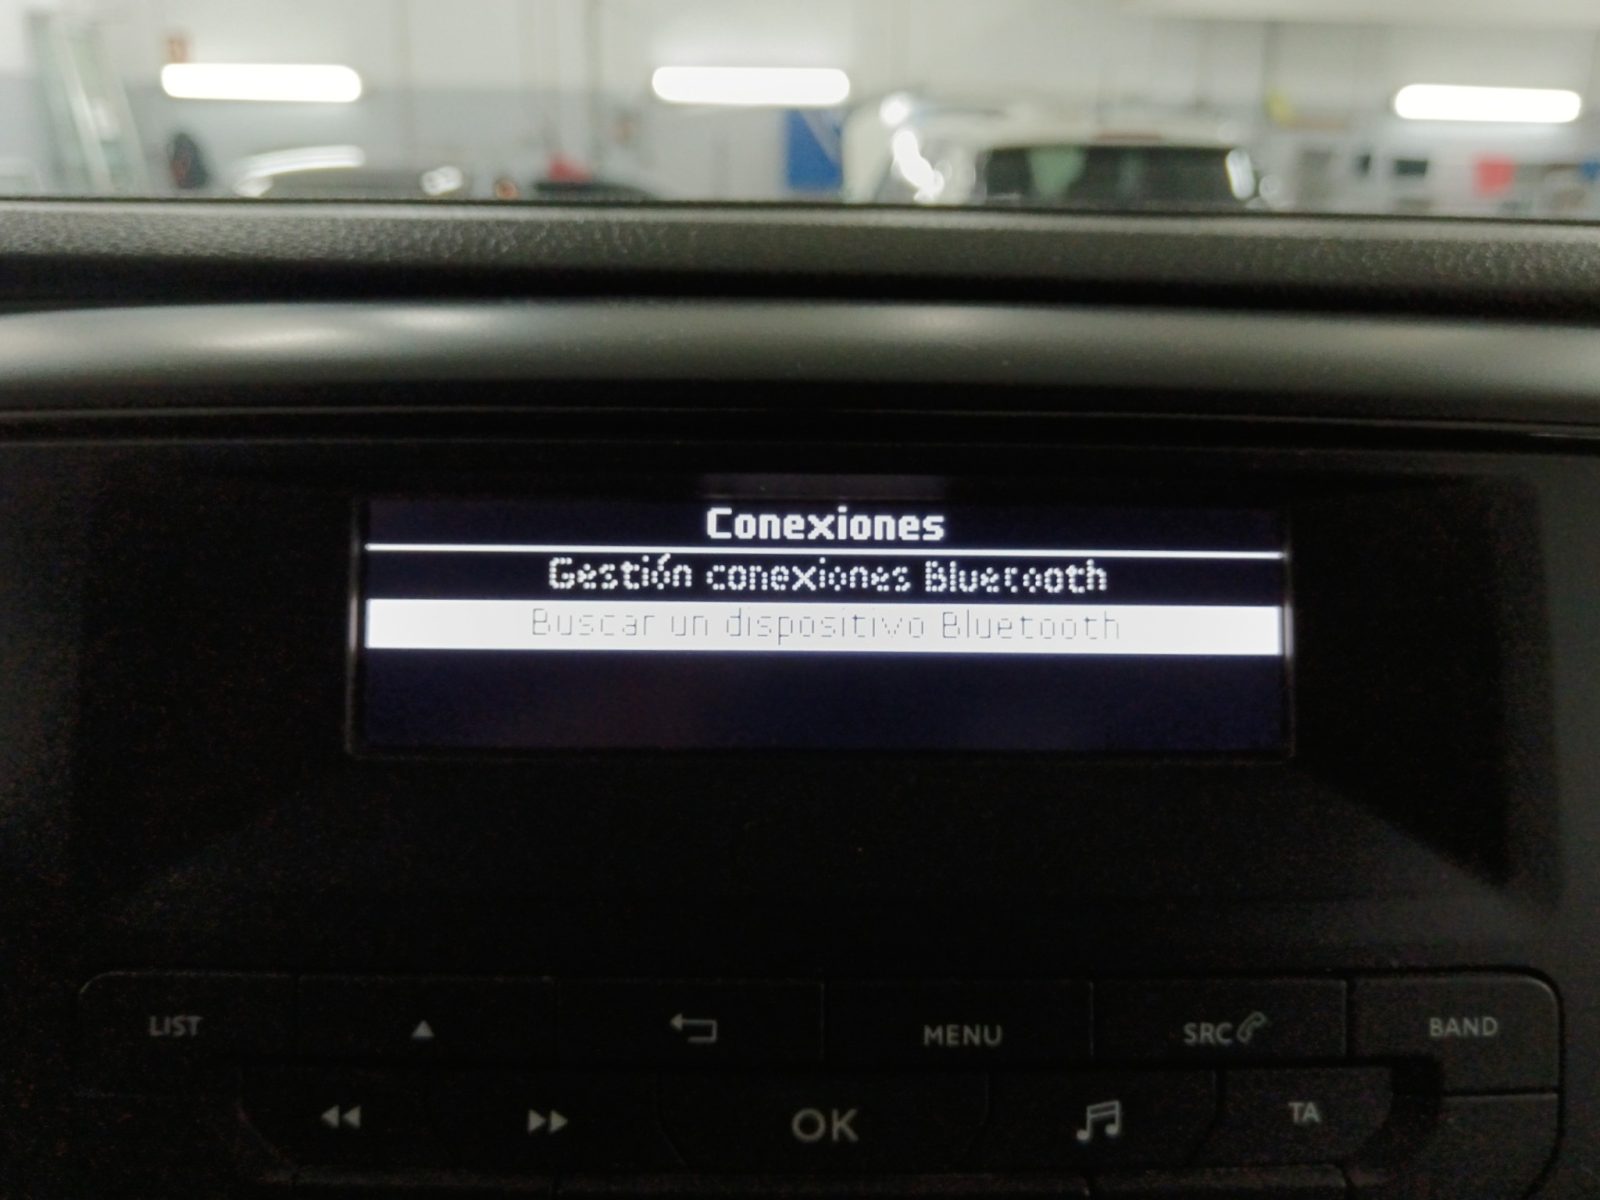 Conexiones
Gestión conexiones Bluetooth
Buscar un dispositivo Bluetooth
LIST
MENU
SRC
BAND
OK
TA